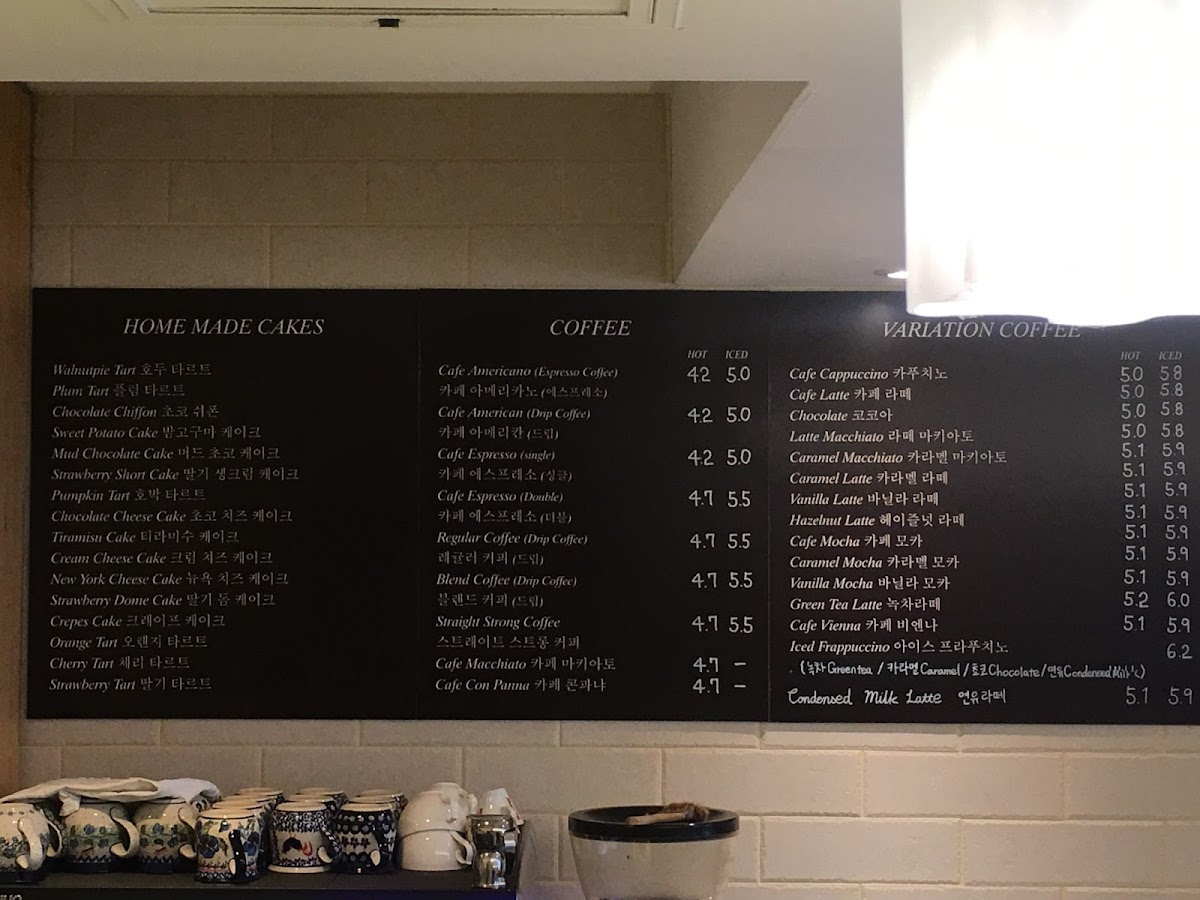 HOME MADE CAKES
Walnutpie Tart 호두 타르트
Plum Tart 플럼 타르트
Chocolate Chiffon 초코 쉬폰
Sweet Potato Cake 밤고구마 케이크
Mud Chocolate Cake 머드 초코 케이크
Strawberry Short Cake 딸기 생크림 케이크
Pumpkin Tart 호박 타르트
Chocolate Cheese Cake 초코 치즈 케이크
Tiramisu Cake 티라미수 케이크
Cream Cheese Cake 크림 치즈 케이크
New York Cheese Cake 뉴욕 치즈 케이크
Strawberry Dome Cake 딸기 돔 케이크
Crepes Cake 크레이프 케이크
Orange Tart 오랜지 타르트
Cherry Tart 체리 타르트
Strawberry Tart 딸기 타르트
COFFEE
HOT ICED
Cafe Americano (Espresso Coffee) 4.2 5.0
카페 아메리카노 (에스프레소)
Cafe American (Drip Coffee) 4.2 5.0
카페 아메리칸 (드립)
Cafe Espresso (single) 4.2 5.0
카페 에스프레소 (싱글)
Cafe Espresso (Double) 4.7 5.5
카페 에스프레소 (더블)
Regular Coffee (Drip Coffee) 4.7 5.5
레귤러 커피 (드립)
Blend Coffee (Drip Coffee) 4.7 5.5
블랜드 커피 (드립)
Straight Strong Coffee 4.7 5.5
스트레이트 스트롱 커피
Cafe Macchiato 카페 마키아토 4.7 –
Cafe Con Panna 카페 콘파냐 4.7 –
VARIATION COFFEE
HOT ICED
Cafe Cappuccino 카푸치노 5.0 5.8
Cafe Latte 카페 라떼 5.0 5.8
Chocolate 코코아 5.0 5.8
Latte Macchiato 라떼 마키아토 5.0 5.8
Caramel Macchiato 카라멜 마키아토 5.1 5.9
Caramel Latte 카라멜 라떼 5.1 5.9
Vanilla Latte 바닐라 라떼 5.1 5.9
Hazelnut Latte 헤이즐넛 라떼 5.1 5.9
Cafe Mocha 카페 모카 5.1 5.9
Caramel Mocha 카라멜 모카 5.1 5.9
Vanilla Mocha 바닐라 모카 5.1 5.9
Green Tea Latte 녹차라떼 5.2 6.0
Cafe Vienna 카페 비엔나 5.1 5.9
Iced Frappuccino 아이스 프라푸치노 6.2
(녹차 Green tea / 카라멜 Caramel / 초코 Chocolate / 연유 Condensed Milk)
Condensed Milk Latte 연유라떼 5.1 5.9